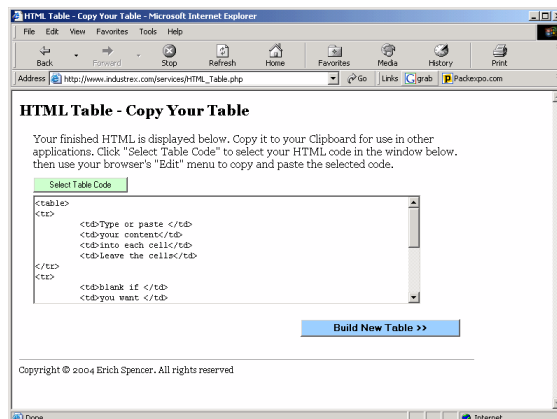 HTML Table - Copy Your Table - Microsoft Internet Explorer
File Edit View Favorites Tools Help
Back Forward Stop Refresh Home Favorites Media History Print
Address http://www.industrex.com/services/HTML_Table.php Go Links grab Packexpo.com
HTML Table - Copy Your Table
Your finished HTML is displayed below. Copy it to your Clipboard for use in other
applications. Click "Select Table Code" to select your HTML code in the window below.
then use your browser's "Edit" menu to copy and paste the selected code.
Select Table Code
<table>
<tr>
<td>Type or paste </td>
<td>your content</td>
<td>into each cell</td>
<td>Leave the cells</td>
</tr>
<tr>
<td>blank if </td>
<td>you want </td>
Build New Table >>
Copyright © 2004 Erich Spencer. All rights reserved
Done Internet